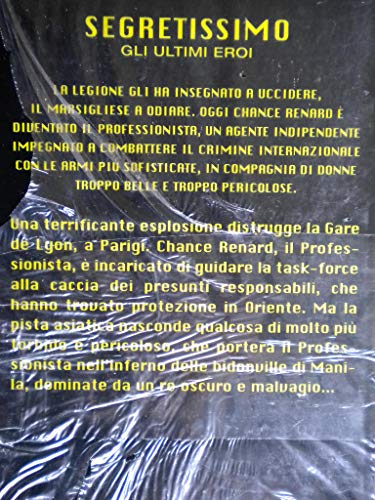 SEGRETISSIMO
GLI ULTIMI EROI
LA LEGIONE GLI HA INSEGNATO A UCCIDERE,
IL MARSIGLIESE A ODIARE. OGGI CHANCE RENARD È
DIVENTATO IL PROFESSIONISTA, UN AGENTE INDIPENDENTE
IMPEGNATO A COMBATTERE IL CRIMINE INTERNAZIONALE
CON LE ARMI PIÙ SOFISTICATE, IN COMPAGNIA DI DONNE
TROPPO BELLE E TROPPO PERICOLOSE.
Una terrificante esplosione distrugge la Gare
de Lyon, a Parigi. Chance Renard, il Profes-
sionista, è incaricato di guidare la task-force
alla caccia dei presunti responsabili, che
hanno trovato protezione in Oriente. Ma la
pista asiatica nasconde qualcosa di molto più
torbido e pericoloso, che porterà il Profes-
sionista nell'Inferno delle bidonville di Mani-
la, dominate da un re oscuro e malvagio...